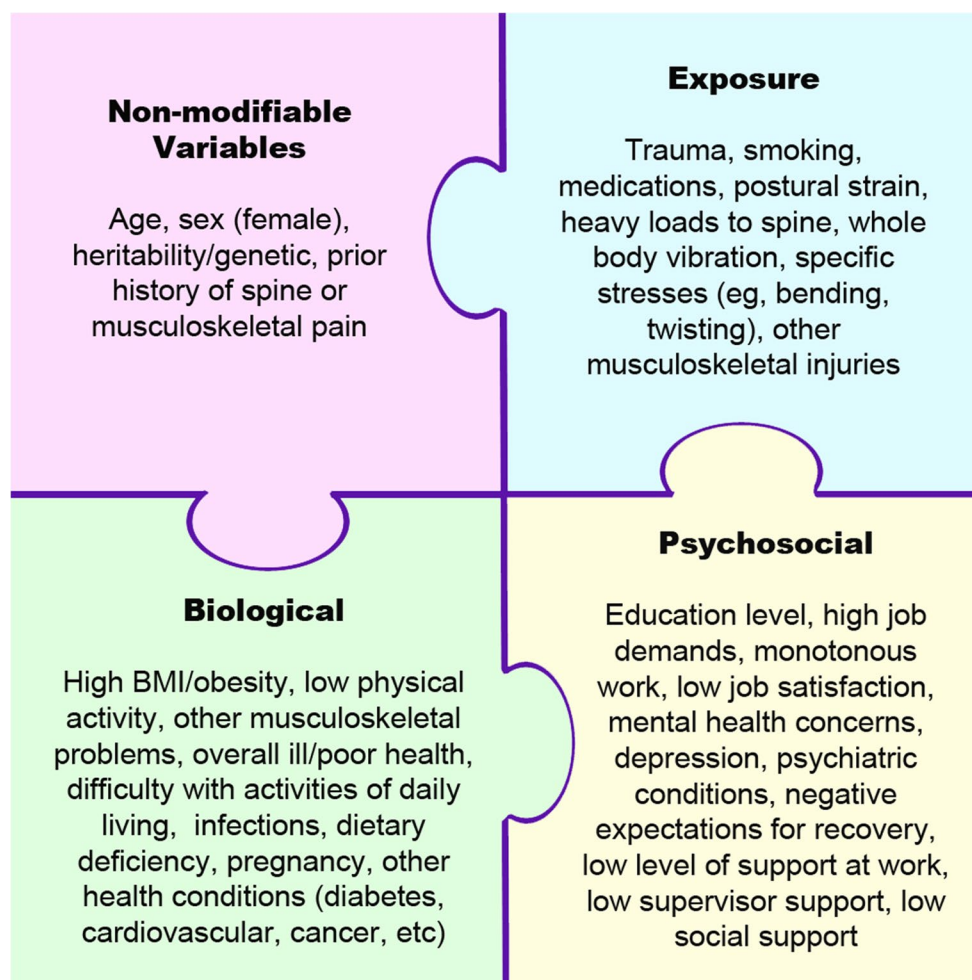 Non-modifiable
Variables
Age, sex (female),
heritability/genetic, prior
history of spine or
musculoskeletal pain
Exposure
Trauma, smoking,
medications, postural strain,
heavy loads to spine, whole
body vibration, specific
stresses (eg, bending,
twisting), other
musculoskeletal injuries
Biological
High BMI/obesity, low physical
activity, other musculoskeletal
problems, overall ill/poor health,
difficulty with activities of daily
living, infections, dietary
deficiency, pregnancy, other
health conditions (diabetes,
cardiovascular, cancer, etc)
Psychosocial
Education level, high job
demands, monotonous
work, low job satisfaction,
mental health concerns,
depression, psychiatric
conditions, negative
expectations for recovery,
low level of support at work,
low supervisor support, low
social support